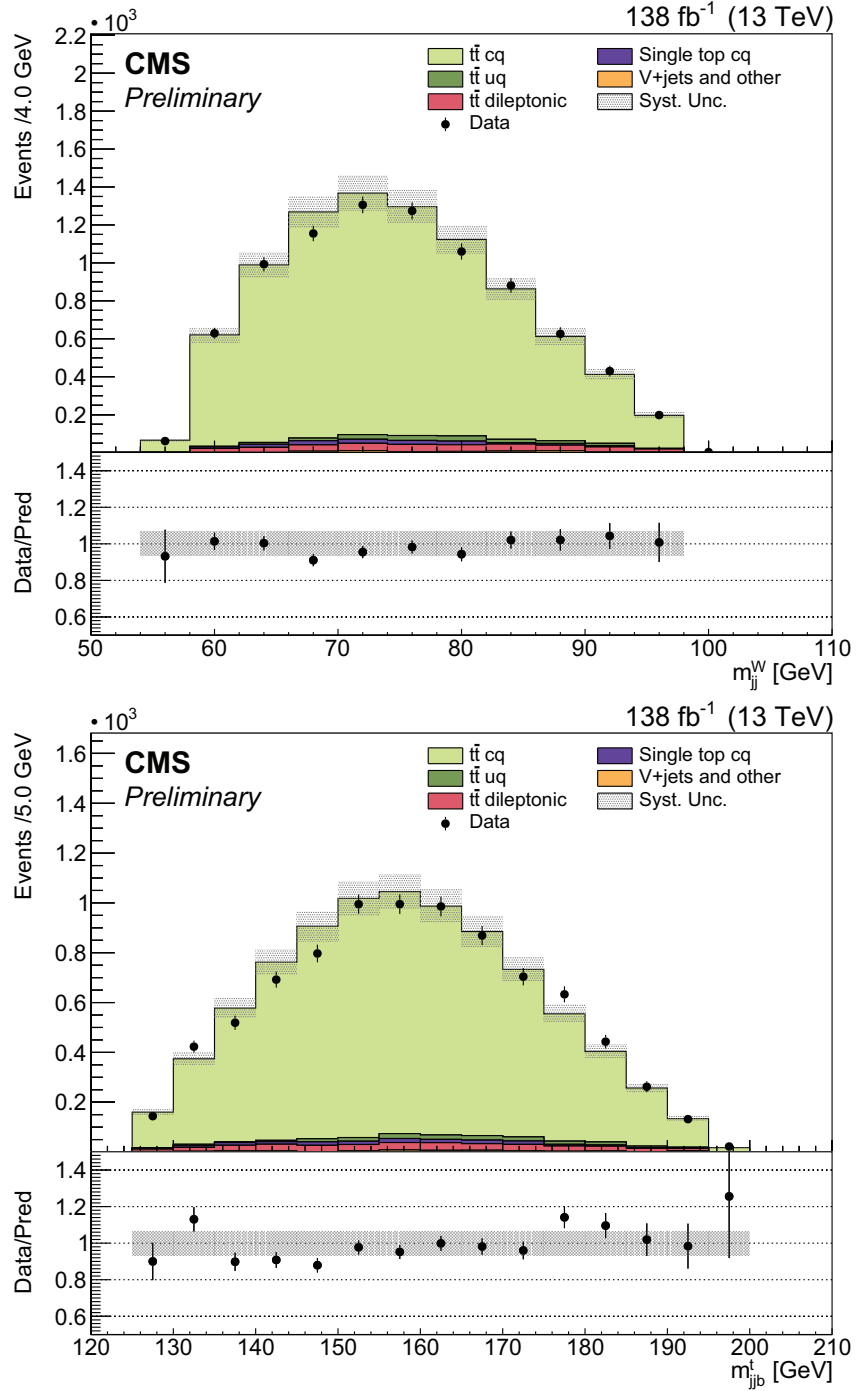 • 10³
138 fb⁻¹ (13 TeV)
Events /4.0 GeV
CMS
Preliminary
tt̄ cq
tt̄ uq
tt̄ dileptonic
Data
Single top cq
V+jets and other
Syst. Unc.
2.2
2
1.8
1.6
1.4
1.2
1
0.8
0.6
0.4
0.2
Data/Pred
1.4
1.2
1
0.8
0.6
50 60 70 80 90 100 110
m_jj^W [GeV]
• 10³
138 fb⁻¹ (13 TeV)
Events /5.0 GeV
CMS
Preliminary
tt̄ cq
tt̄ uq
tt̄ dileptonic
Data
Single top cq
V+jets and other
Syst. Unc.
1.6
1.4
1.2
1
0.8
0.6
0.4
0.2
Data/Pred
1.4
1.2
1
0.8
0.6
120 130 140 150 160 170 180 190 200 210
m_jjb^t [GeV]